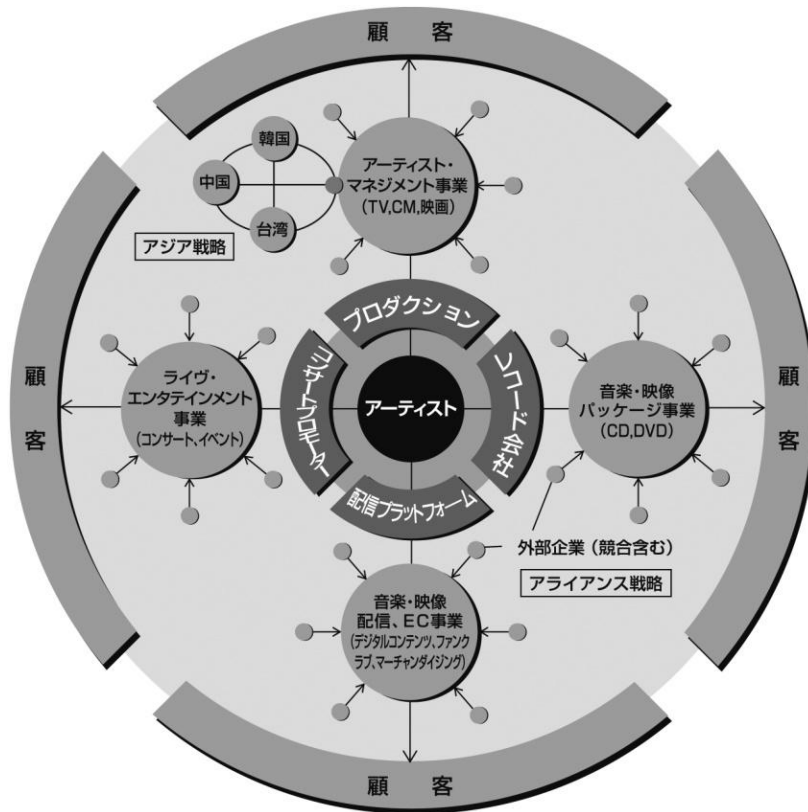 顧 客
韓国
中国
台湾
アジア戦略
アーティスト・
マネジメント事業
(TV,CM,映画)
顧 客
ライヴ・
エンタテインメント
事業
(コンサート、イベント)
プロダクション
コンサートプロモーター
アーティスト
レコード会社
配信プラットフォーム
音楽・映像
パッケージ事業
(CD,DVD)
顧 客
外部企業 (競合含む)
アライアンス戦略
音楽・映像
配信、EC事業
(デジタルコンテンツ、ファンク
ラブ、マーチャンダイジング)
顧 客